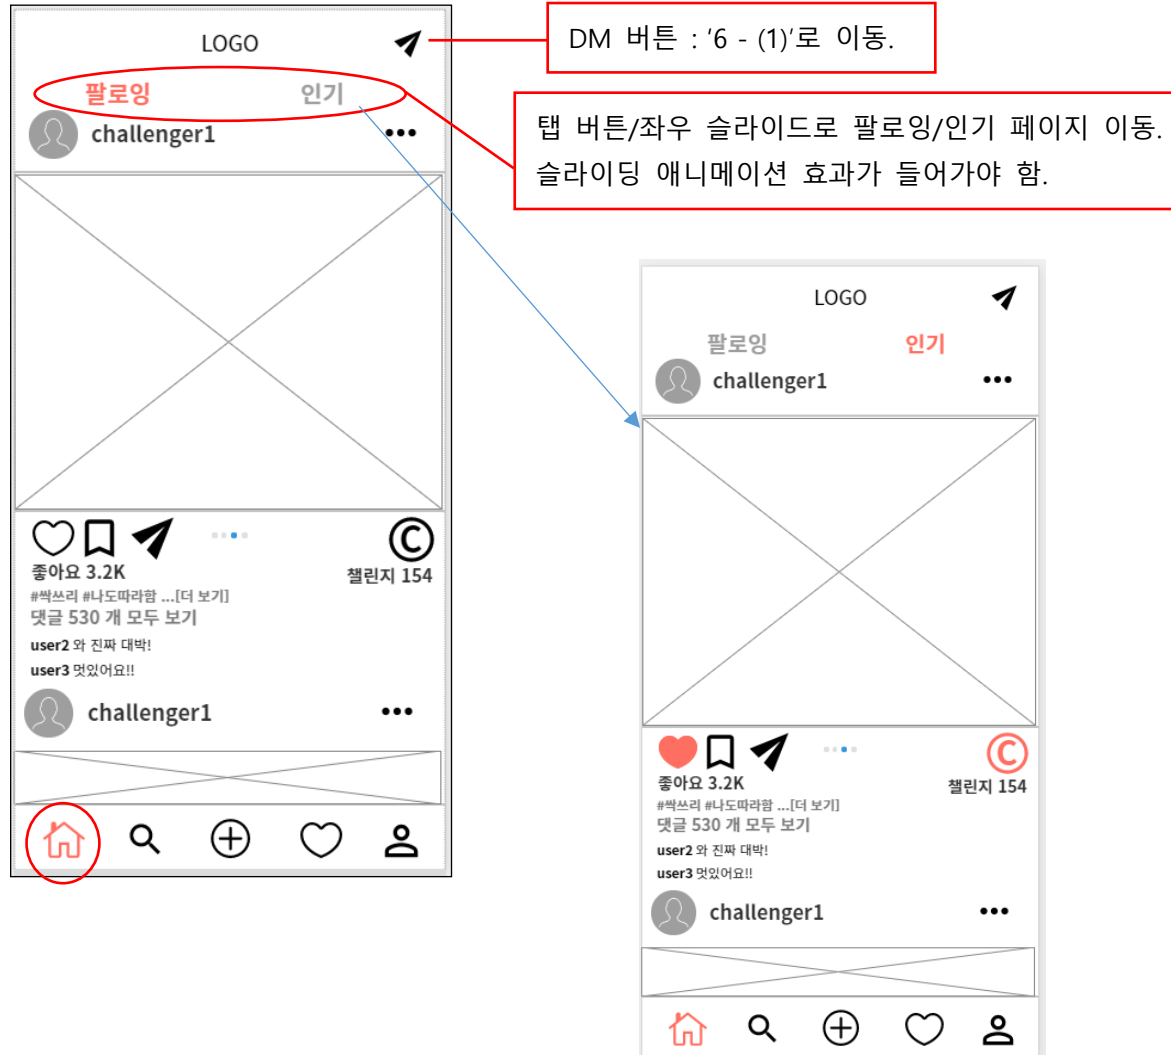 LOGO
팔로잉 인기
challenger1
좋아요 3.2K
챌린지 154
#싹쓰리 #나도따라함 ...[더 보기]
댓글 530 개 모두 보기
user2 와 진짜 대박!
user3 멋있어요!!
challenger1
DM 버튼 : '6 - (1)'로 이동.
탭 버튼/좌우 슬라이드로 팔로잉/인기 페이지 이동.
슬라이딩 애니메이션 효과가 들어가야 함.
LOGO
팔로잉 인기
challenger1
좋아요 3.2K
챌린지 154
#싹쓰리 #나도따라함 ...[더 보기]
댓글 530 개 모두 보기
user2 와 진짜 대박!
user3 멋있어요!!
challenger1